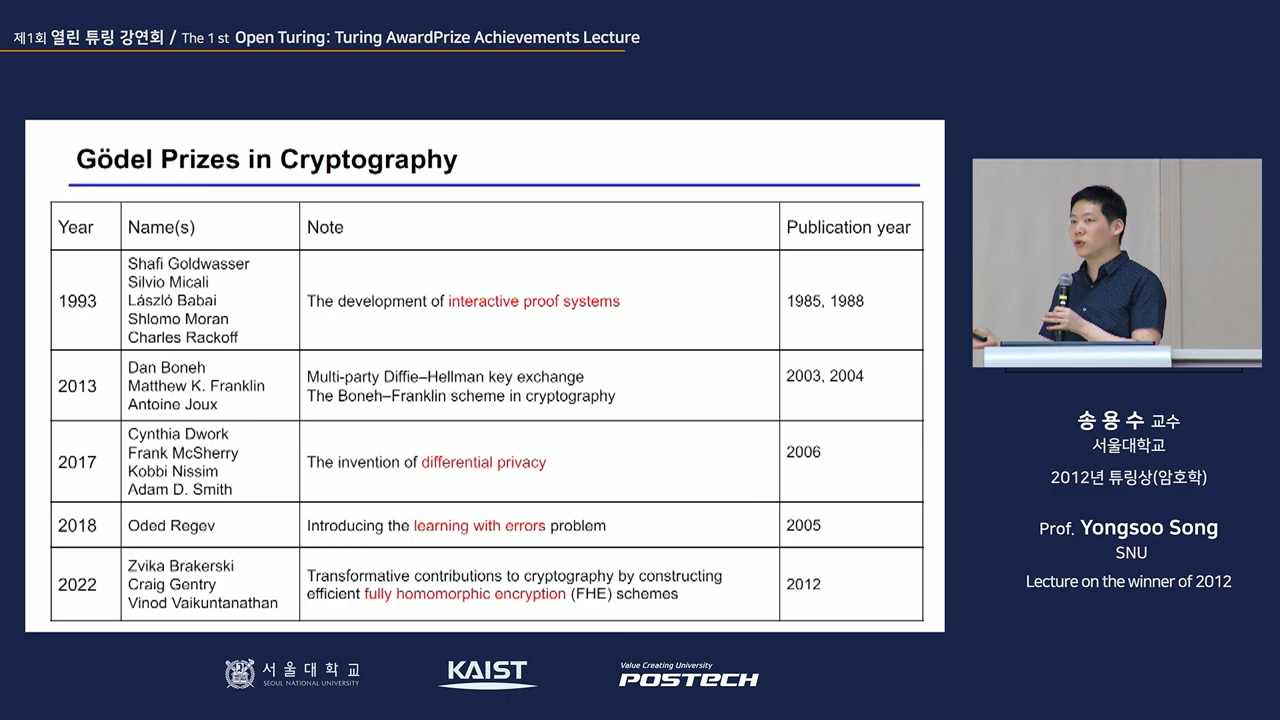 제1회 열린 튜링 강연회 / The 1 st Open Turing: Turing AwardPrize Achievements Lecture
Gödel Prizes in Cryptography
Year Name(s) Note Publication year
1993
Shafi Goldwasser
Silvio Micali
László Babai
Shlomo Moran
Charles Rackoff
The development of interactive proof systems
1985, 1988
2013
Dan Boneh
Matthew K. Franklin
Antoine Joux
Multi-party Diffie–Hellman key exchange
The Boneh–Franklin scheme in cryptography
2003, 2004
2017
Cynthia Dwork
Frank McSherry
Kobbi Nissim
Adam D. Smith
The invention of differential privacy
2006
2018
Oded Regev
Introducing the learning with errors problem
2005
2022
Zvika Brakerski
Craig Gentry
Vinod Vaikuntanathan
Transformative contributions to cryptography by constructing
efficient fully homomorphic encryption (FHE) schemes
2012
송 용 수 교수
서울대학교
2012년 튜링상(암호학)
Prof. Yongsoo Song
SNU
Lecture on the winner of 2012
서울대학교
SEOUL NATIONAL UNIVERSITY
KAIST
Value Creating University
POSTECH